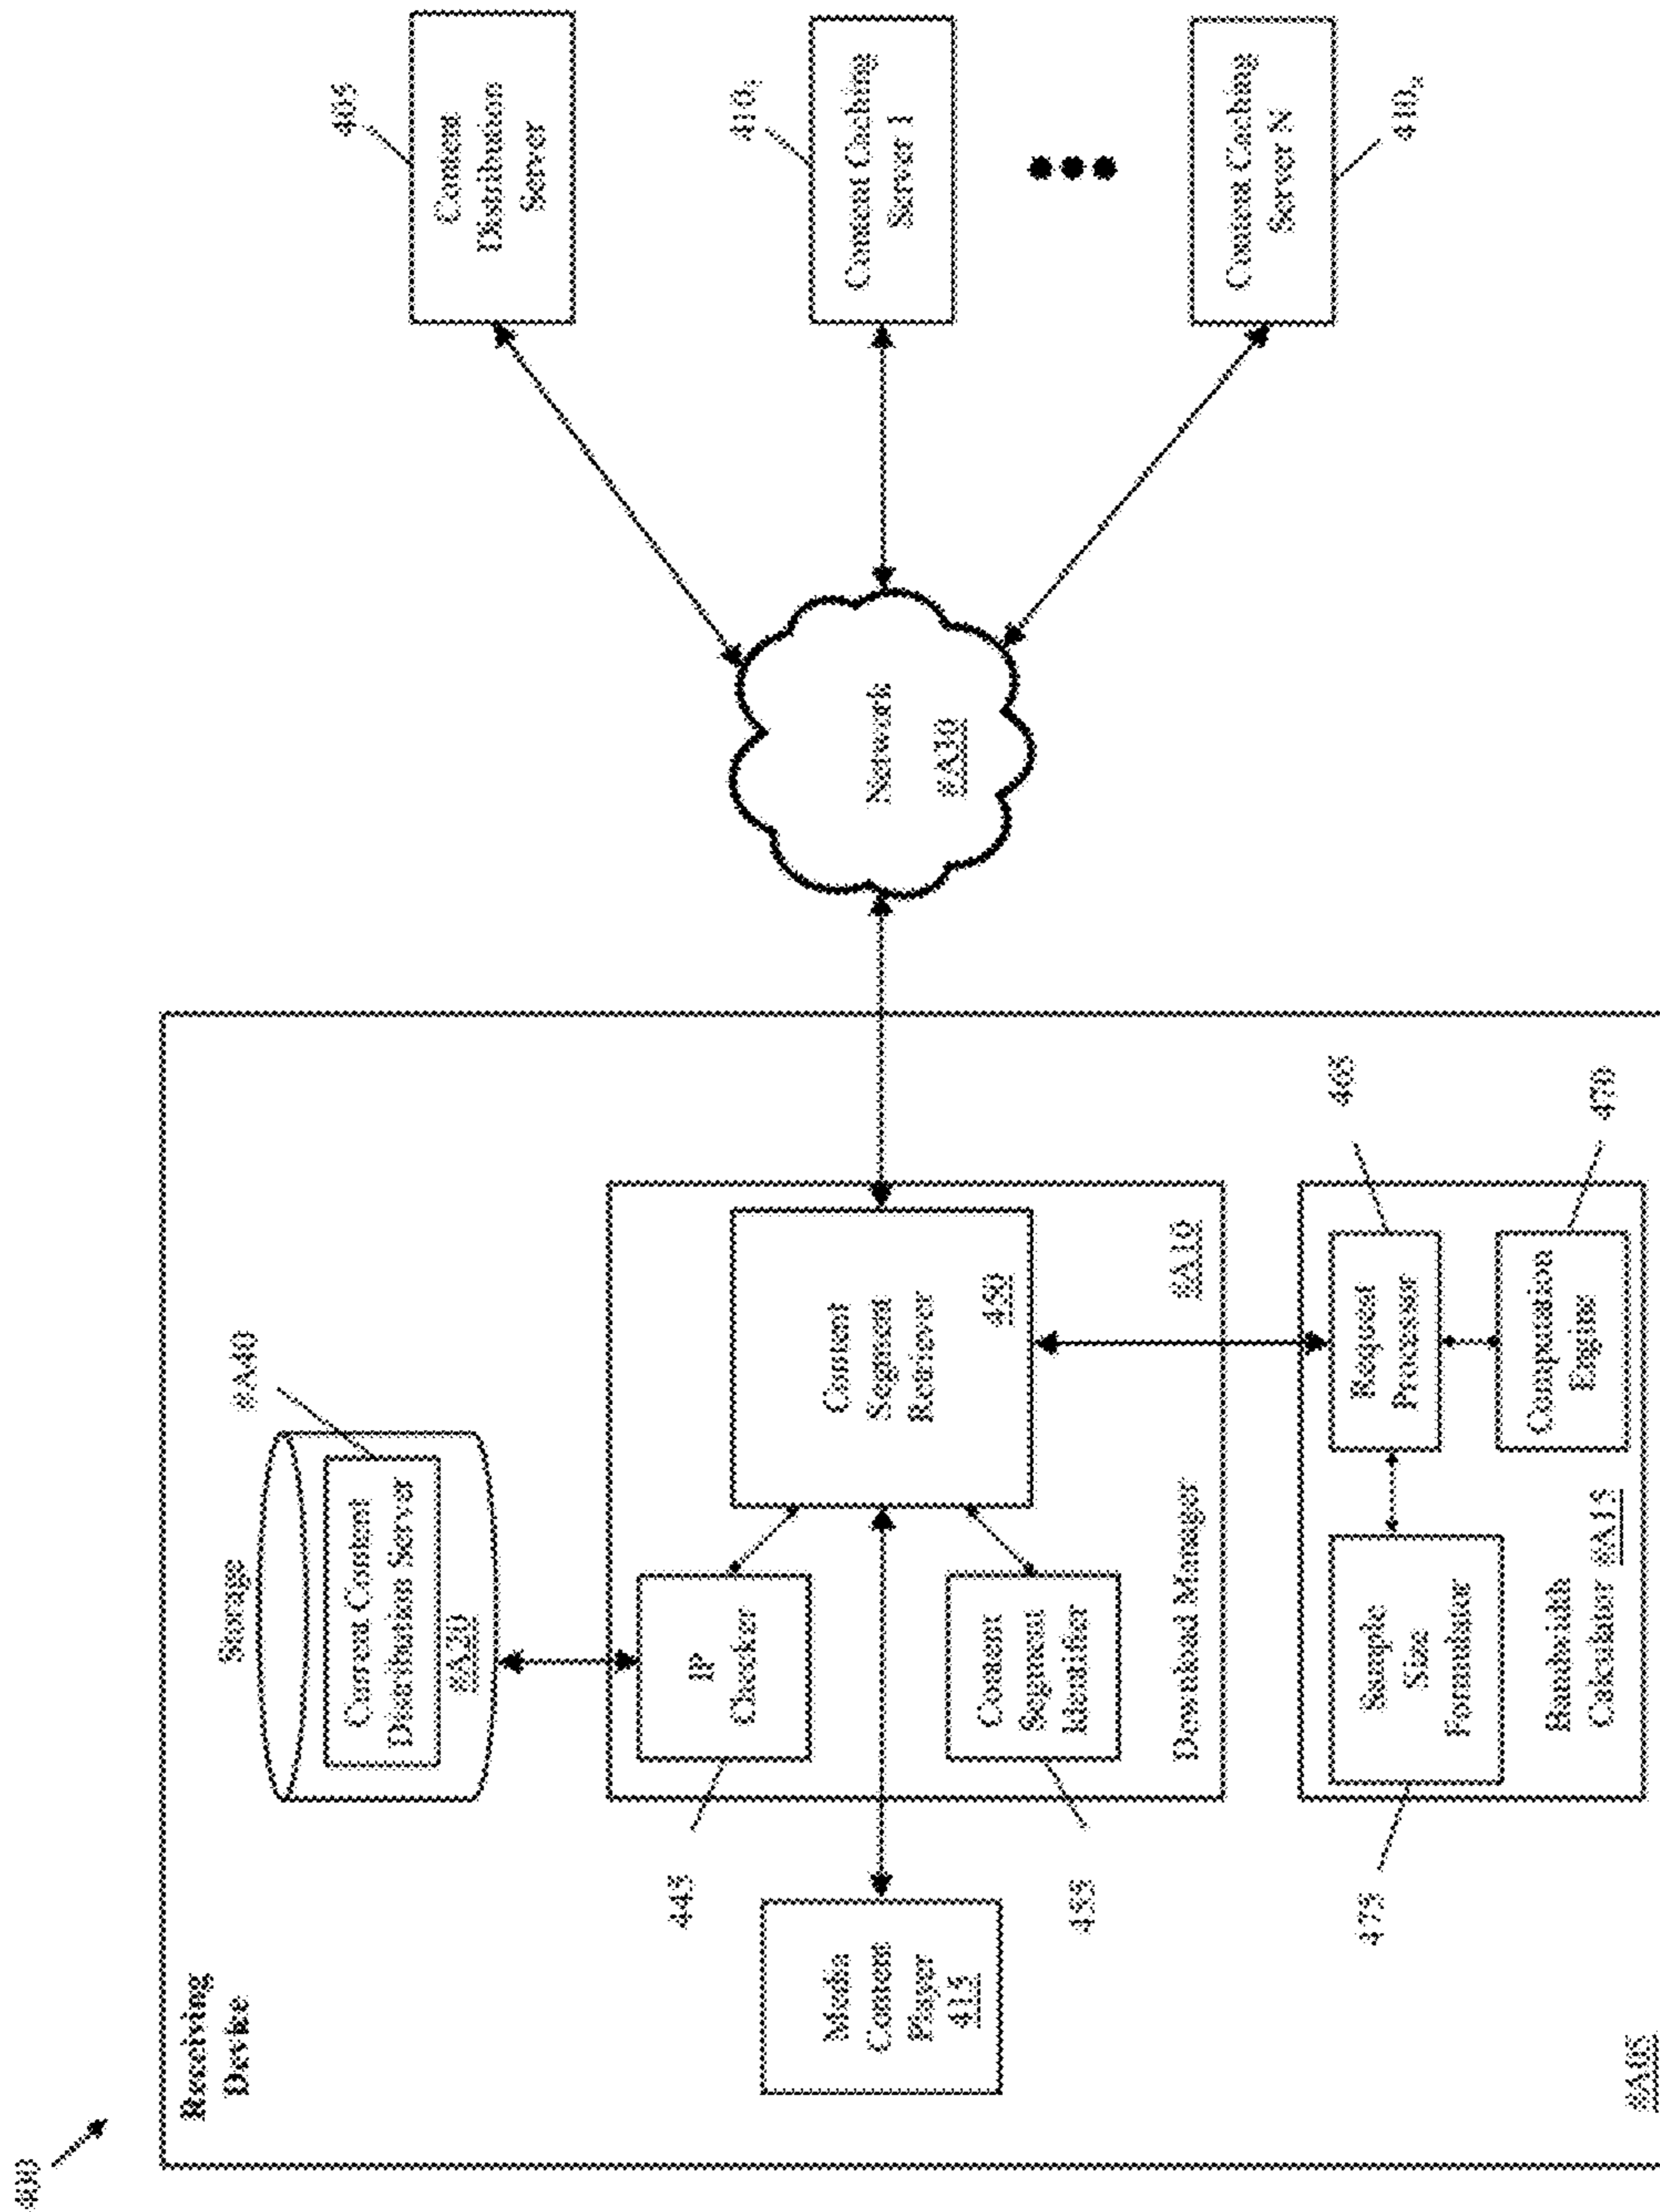 400
Receiving
Device
Storage
Current Content
Distribution Server
Media
Content
Player
415
445
IP
Checker
455
Content
Segment
Identifier
Content
Segment
Retriever
450
Download Manager
475
Sample
Size
Formulator
Request
Processor
465
Computation
Engine
470
Bandwidth
Calculator
Network
405
Content
Distribution
Server
Content Caching
Server 1
Content Caching
Server N